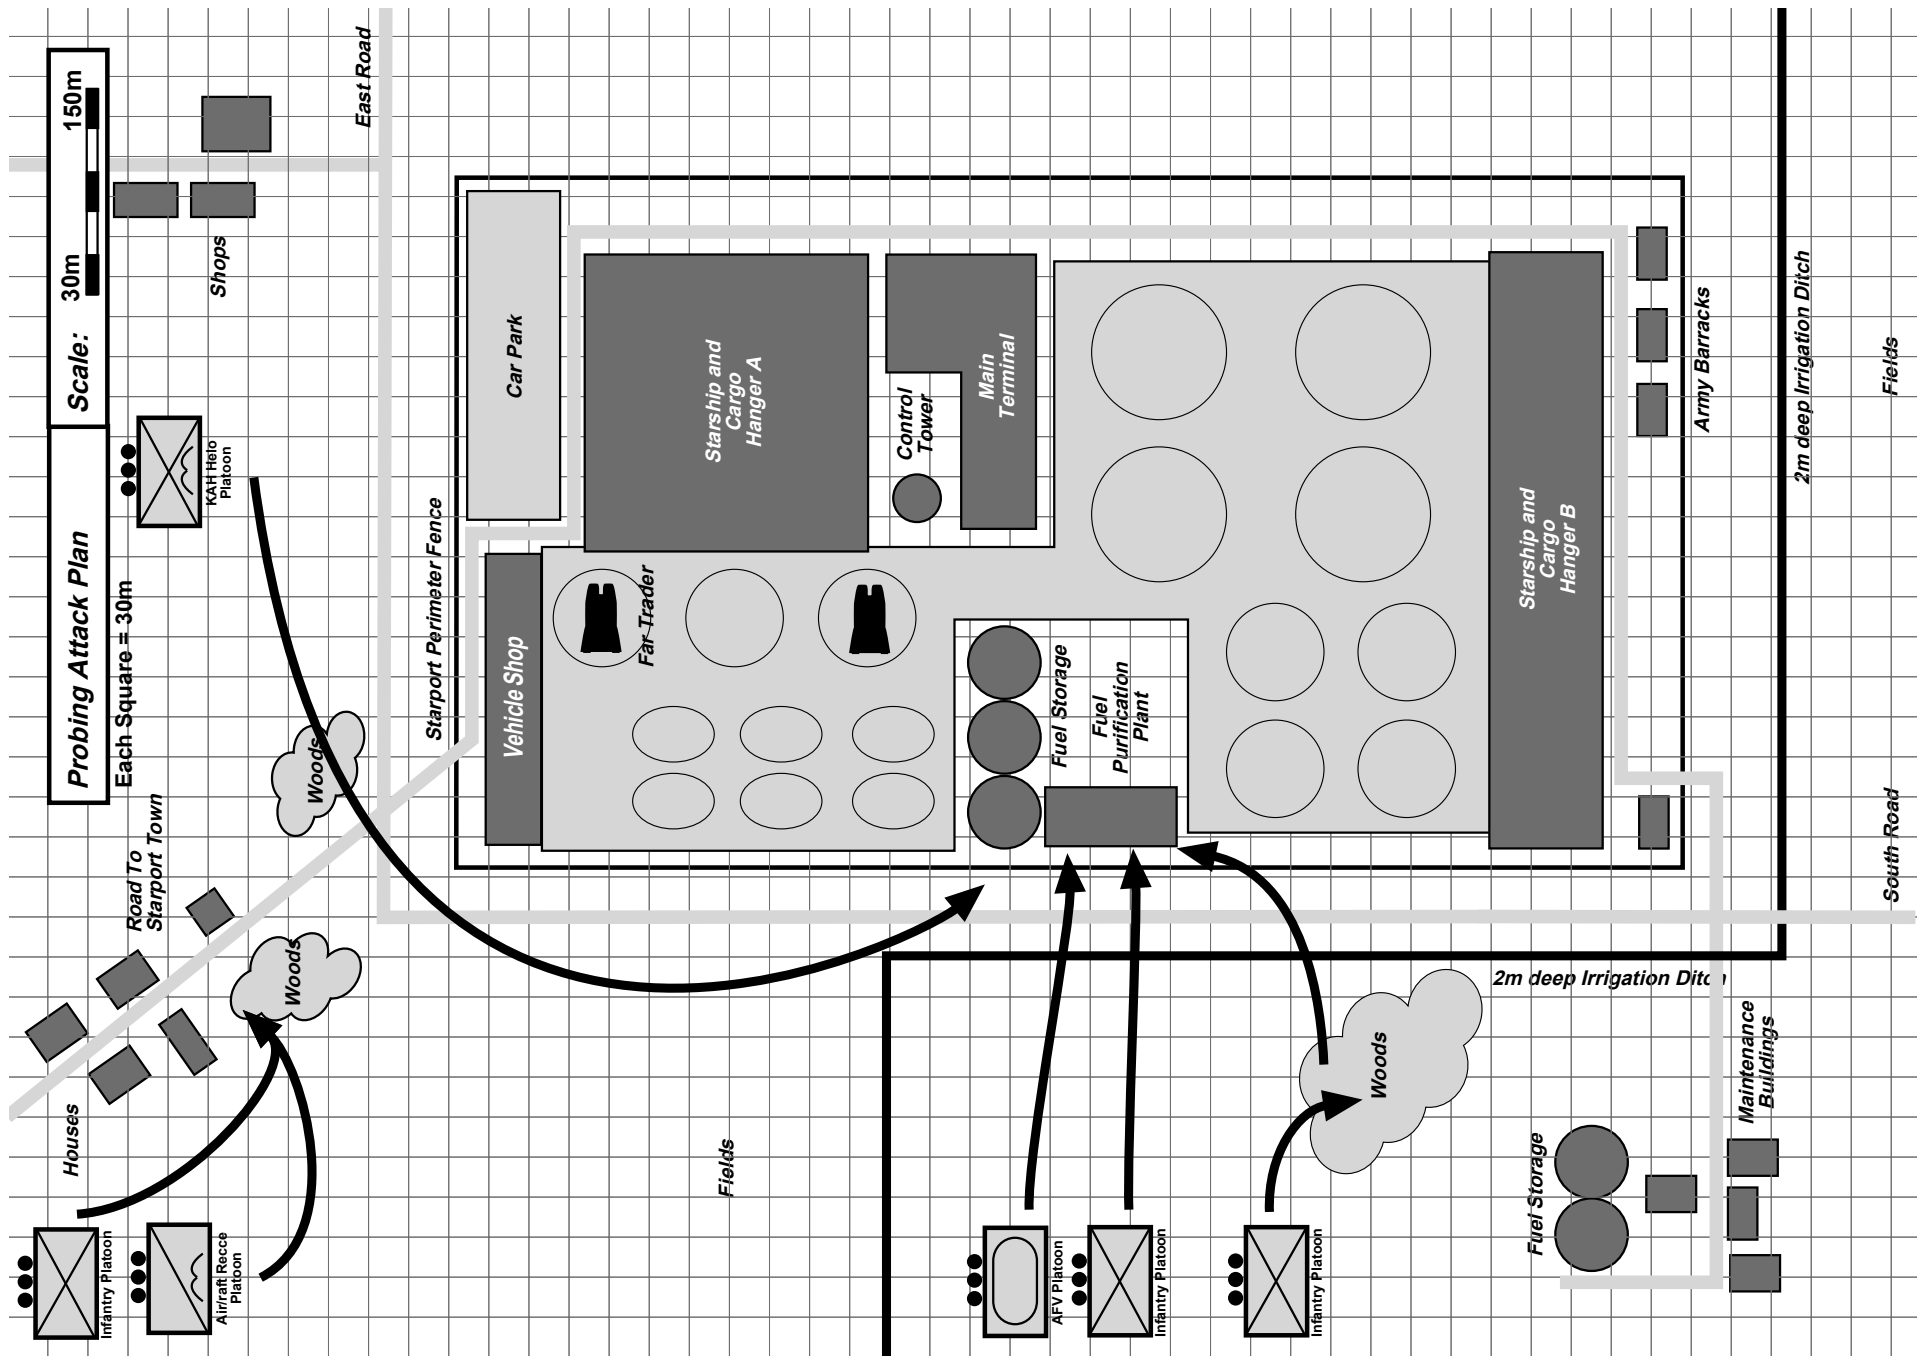 Probing Attack Plan
Scale:
30m
150m
Each Square = 30m
East Road
Shops
KAH Helo
Platoon
Starport Perimeter Fence
Car Park
Starship and
Cargo
Hanger A
Control
Tower
Main
Terminal
Vehicle Shop
Far Trader
Fuel Storage
Fuel
Purification
Plant
Starship and
Cargo
Hanger B
Army Barracks
2m deep Irrigation Ditch
Fields
South Road
Woods
Road To
Starport Town
Woods
Houses
Infantry Platoon
Air/raft Recce
Platoon
Fields
AFV Platoon
Infantry Platoon
Infantry Platoon
Woods
2m deep Irrigation Ditch
Maintenance
Buildings
Fuel Storage